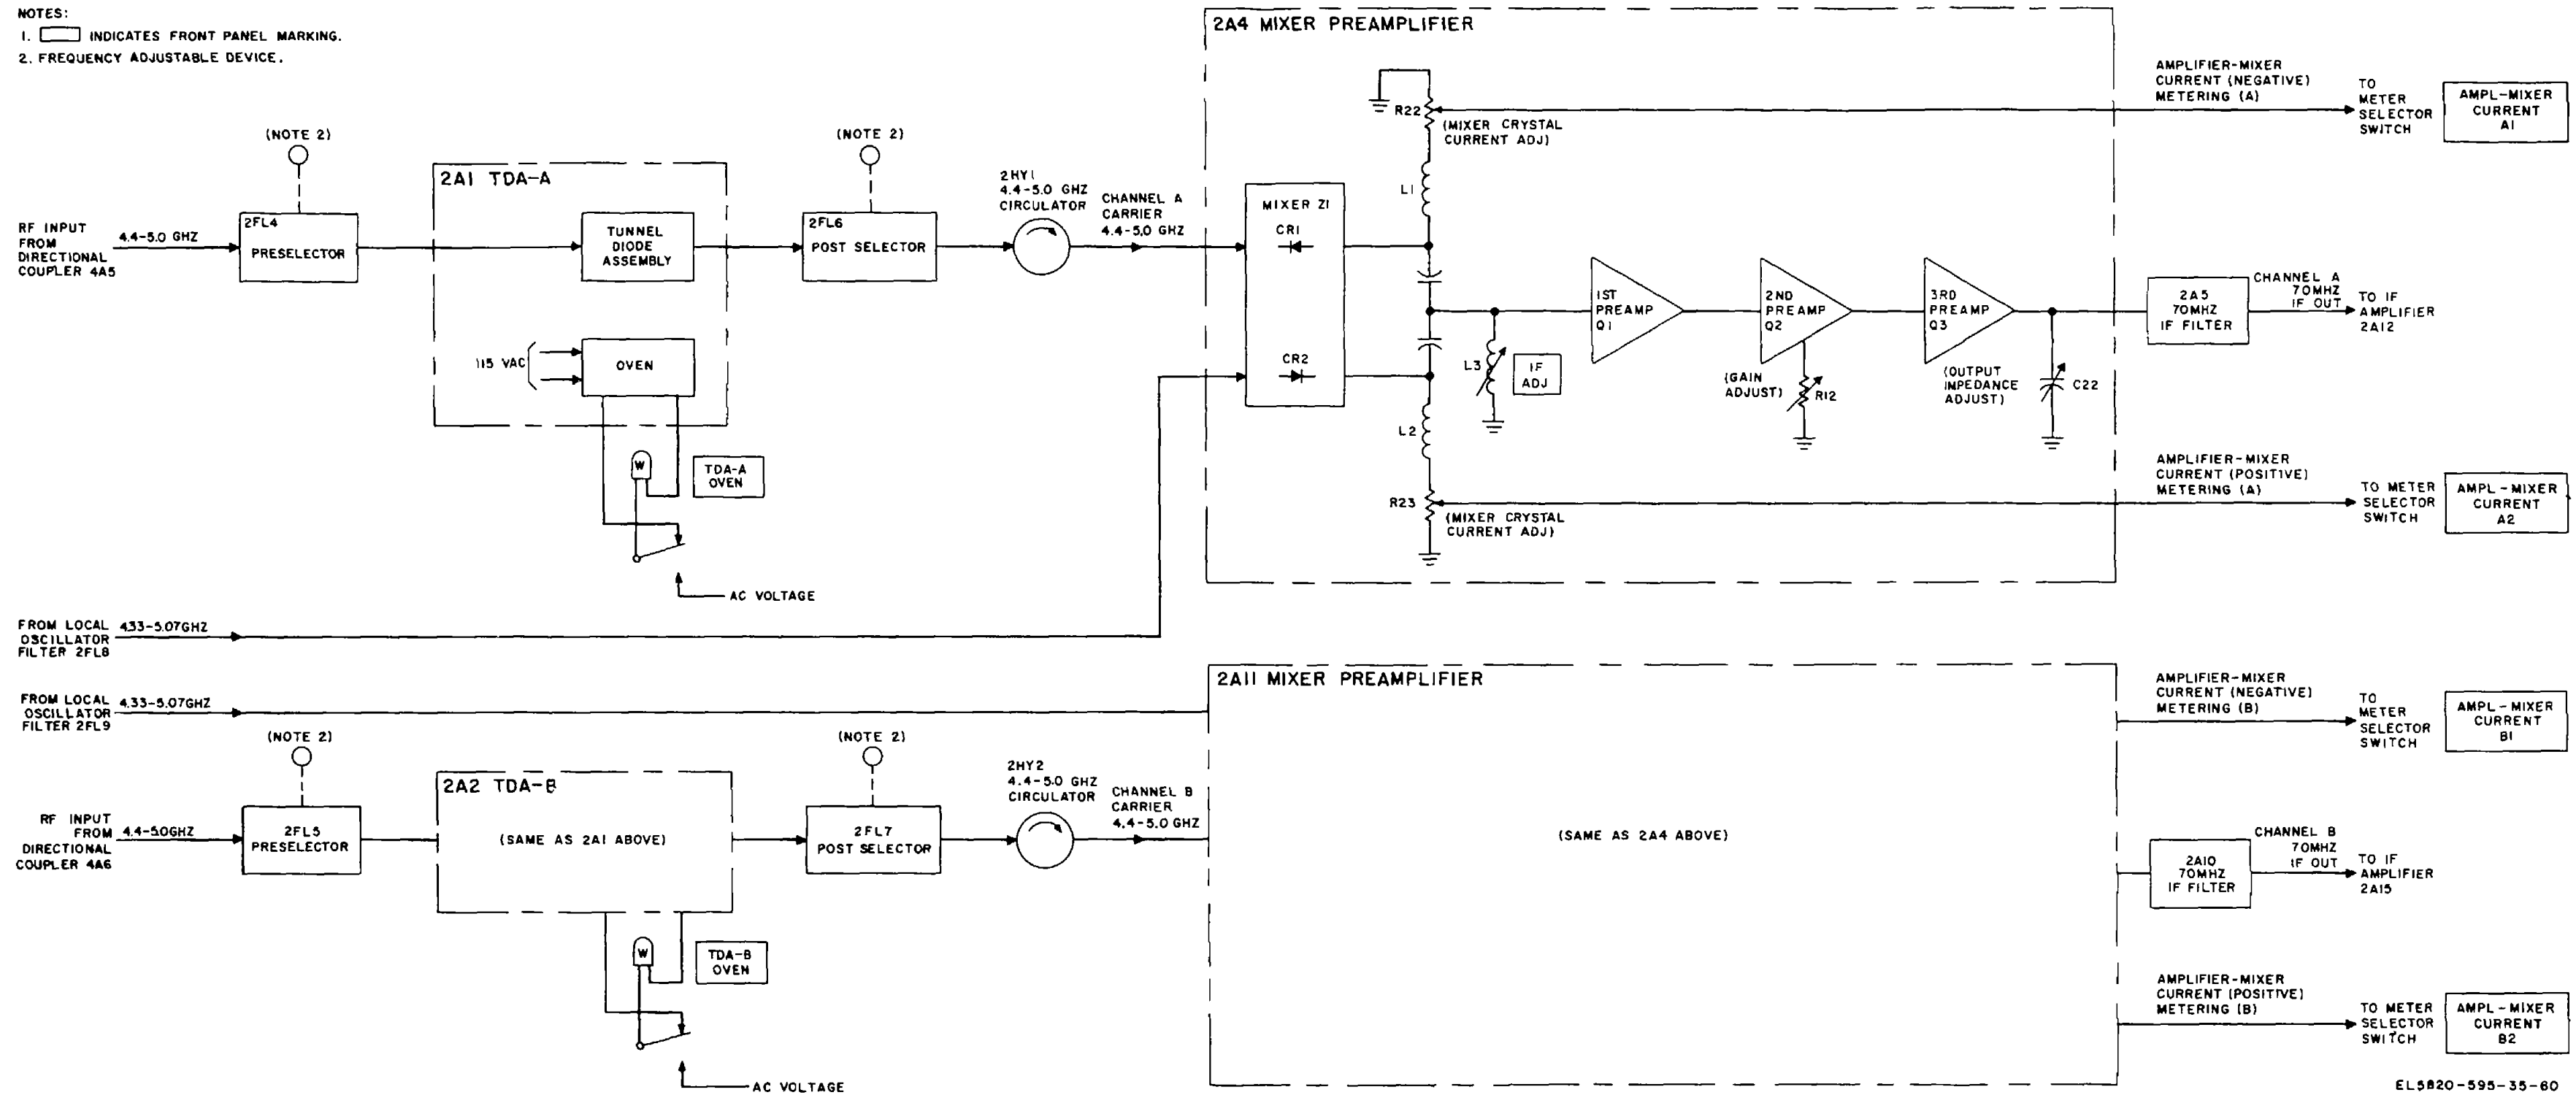 NOTES:
1. INDICATES FRONT PANEL MARKING.
2. FREQUENCY ADJUSTABLE DEVICE.
2A4 MIXER PREAMPLIFIER
AMPLIFIER-MIXER
CURRENT (NEGATIVE)
METERING (A)
TO
METER
SELECTOR
SWITCH
AMPL-MIXER
CURRENT
A1
R22
(MIXER CRYSTAL
CURRENT ADJ)
L1
(NOTE 2)
(NOTE 2)
2A1 TDA-A
RF INPUT
FROM
DIRECTIONAL
COUPLER 4A5
4.4-5.0 GHZ
2FL4
PRESELECTOR
TUNNEL
DIODE
ASSEMBLY
2FL6
POST SELECTOR
2HY1
4.4-5.0 GHZ
CIRCULATOR
CHANNEL A
CARRIER
4.4-5.0 GHZ
MIXER Z1
CR1
CR2
1ST
PREAMP
Q1
2ND
PREAMP
Q2
3RD
PREAMP
Q3
2A5
70MHZ
IF FILTER
CHANNEL A
70MHZ
IF OUT
TO IF
AMPLIFIER
2A12
115 VAC
OVEN
L3
IF
ADJ
(GAIN
ADJUST)
R12
(OUTPUT
IMPEDANCE
ADJUST)
C22
L2
W
TDA-A
OVEN
R23
(MIXER CRYSTAL
CURRENT ADJ)
AMPLIFIER-MIXER
CURRENT (POSITIVE)
METERING (A)
TO METER
SELECTOR
SWITCH
AMPL-MIXER
CURRENT
A2
AC VOLTAGE
FROM LOCAL
OSCILLATOR
FILTER 2FL8
4.33-5.07GHZ
FROM LOCAL
OSCILLATOR
FILTER 2FL9
4.33-5.07GHZ
2A11 MIXER PREAMPLIFIER
AMPLIFIER-MIXER
CURRENT (NEGATIVE)
METERING (B)
TO
METER
SELECTOR
SWITCH
AMPL-MIXER
CURRENT
B1
(NOTE 2)
(NOTE 2)
2A2 TDA-B
RF INPUT
FROM
DIRECTIONAL
COUPLER 4A6
4.4-5.0GHZ
2FL5
PRESELECTOR
(SAME AS 2A1 ABOVE)
2FL7
POST SELECTOR
2HY2
4.4-5.0 GHZ
CIRCULATOR
CHANNEL B
CARRIER
4.4-5.0 GHZ
(SAME AS 2A4 ABOVE)
2A10
70MHZ
IF FILTER
CHANNEL B
70MHZ
IF OUT
TO IF
AMPLIFIER
2A15
W
TDA-B
OVEN
AMPLIFIER-MIXER
CURRENT (POSITIVE)
METERING (B)
TO METER
SELECTOR
SWITCH
AMPL-MIXER
CURRENT
B2
AC VOLTAGE
EL5820-595-35-60